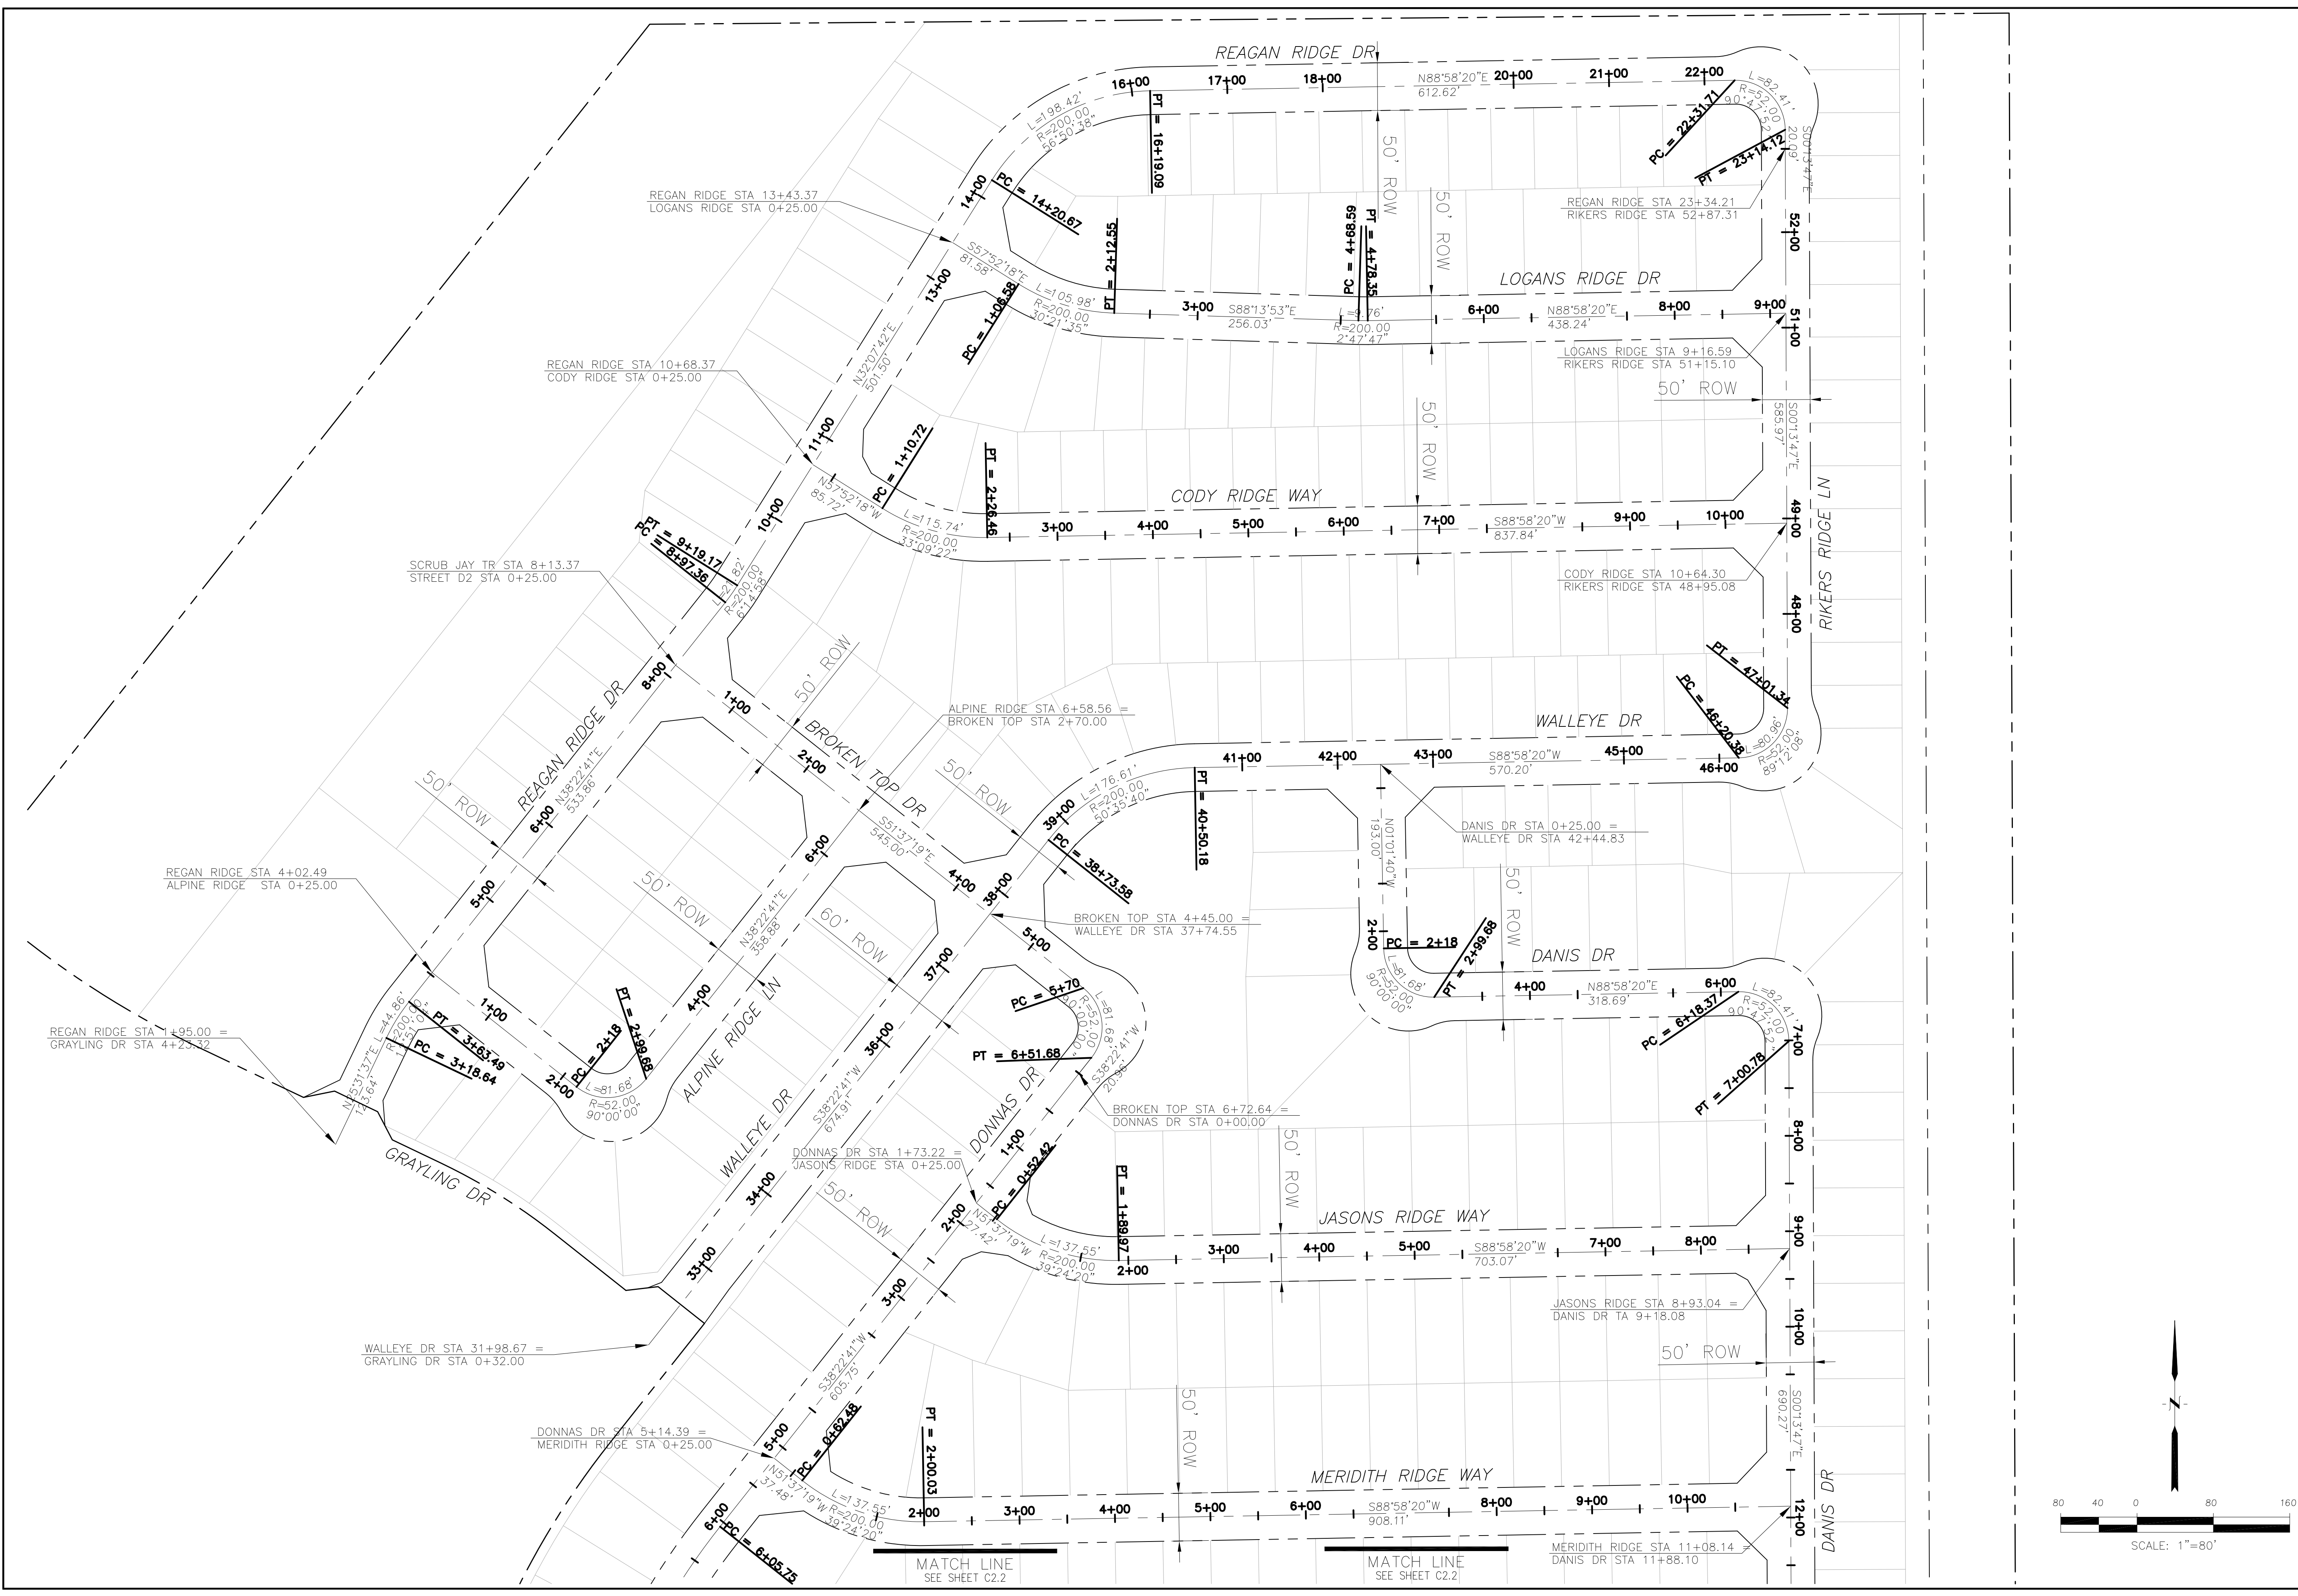 REAGAN RIDGE DR
16+00
17+00
18+00
N88°58'20"E
612.62'
20+00
21+00
22+00
L=82.41'
R=52.00
90°47'52"
PC = 22+31.71
PT = 23+14.12
S00°13'47"E
20.09'
L=198.42'
R=200.00
56°50'38"
PT = 16+19.09
50' ROW
14+00
PC = 14+20.67
REGAN RIDGE STA 13+43.37
LOGANS RIDGE STA 0+25.00
REGAN RIDGE STA 23+34.21
RIKERS RIDGE STA 52+87.31
52+00
S57°52'18"E
81.58'
13+00
PT = 2+12.55
PC = 4+68.59
PT = 4+78.35
50' ROW
LOGANS RIDGE DR
L=105.98'
R=200.00
30°21'35"
PC = 1+06.58
3+00
S88°13'53"E
256.03'
L=9.76'
R=200.00
2°47'47"
6+00
N88°58'20"E
438.24'
8+00
9+00
51+00
N32°07'42"E
501.50'
LOGANS RIDGE STA 9+16.59
RIKERS RIDGE STA 51+15.10
50' ROW
REGAN RIDGE STA 10+68.37
CODY RIDGE STA 0+25.00
S00°13'47"E
585.97'
11+00
PC = 1+10.72
50' ROW
N57°52'18"W
85.72'
PT = 2+26.46
CODY RIDGE WAY
RIKERS RIDGE LN
10+00
L=115.74'
R=200.00
33°09'22"
3+00
4+00
5+00
6+00
7+00
S88°58'20"W
837.84'
9+00
10+00
49+00
PT = 9+19.17
PC = 8+97.36
L=21.82'
R=200.00
6°14'58"
SCRUB JAY TR STA 8+13.37
STREET D2 STA 0+25.00
CODY RIDGE STA 10+64.30
RIKERS RIDGE STA 48+95.08
48+00
8+00
1+00
50' ROW
PT = 47+01.34
PC = 46+20.38
REAGAN RIDGE DR
ALPINE RIDGE STA 6+58.56 =
BROKEN TOP STA 2+70.00
WALLEYE DR
BROKEN TOP DR
2+00
41+00
42+00
43+00
S88°58'20"W
570.20'
45+00
46+00
L=80.96'
R=52.00
89°12'08"
N38°22'41"E
533.86'
50' ROW
50' ROW
L=176.61'
R=200.00
50°35'40"
PT = 40+50.18
6+00
39+00
S51°37'19"E
545.00'
DANIS DR STA 0+25.00 =
WALLEYE DR STA 42+44.83
N01°01'40"W
193.00'
6+00
REGAN RIDGE STA 4+02.49
ALPINE RIDGE STA 0+25.00
5+00
4+00
38+00
PC = 38+73.58
50' ROW
50' ROW
60' ROW
N38°22'41"E
358.88'
BROKEN TOP STA 4+45.00 =
WALLEYE DR STA 37+74.55
5+00
2+00
PC = 2+18
PT = 2+99.68
DANIS DR
37+00
L=81.68'
R=52.00
90°00'00"
4+00
N88°58'20"E
318.69'
6+00
PC = 6+18.37
L=82.41'
R=52.00
90°47'52"
7+00
PT = 7+00.78
PC = 5+70
L=81.68'
R=52.00
90°00'00"
PT = 6+51.68
S38°22'41"W
20.96'
REGAN RIDGE STA 1+95.00 =
GRAYLING DR STA 4+23.32
L=44.86'
R=200.00
PT = 3+63.49
PC = 3+18.64
N25°31'37"E
123.64'
1+00
2+00
PC = 2+18
PT = 2+99.68
L=81.68'
R=52.00
90°00'00"
4+00
ALPINE RIDGE LN
36+00
WALLEYE DR
S38°22'41"W
674.91'
DONNAS DR
BROKEN TOP STA 6+72.64 =
DONNAS DR STA 0+00.00
1+00
8+00
GRAYLING DR
DONNAS DR STA 1+73.22 =
JASONS RIDGE STA 0+25.00
PC = 0+52.42
50' ROW
34+00
50' ROW
2+00
N51°37'19"W
27.42'
PT = 1+89.97
JASONS RIDGE WAY
L=137.55'
R=200.00
39°24'20"
2+00
3+00
4+00
5+00
S88°58'20"W
703.07'
7+00
8+00
9+00
33+00
3+00
JASONS RIDGE STA 8+93.04 =
DANIS DR TA 9+18.08
10+00
50' ROW
WALLEYE DR STA 31+98.67 =
GRAYLING DR STA 0+32.00
S38°22'41"W
605.75'
S00°13'47"E
690.27'
DONNAS DR STA 5+14.39 =
MERIDITH RIDGE STA 0+25.00
5+00
PC = 0+62.48
PT = 2+00.03
50' ROW
MERIDITH RIDGE WAY
N51°37'19"W
37.48'
L=137.55'
R=200.00
39°24'20"
2+00
3+00
4+00
5+00
6+00
S88°58'20"W
908.11'
8+00
9+00
10+00
12+00
DANIS DR
6+00
PC = 6+05.75
MERIDITH RIDGE STA 11+08.14 =
DANIS DR STA 11+88.10
MATCH LINE
SEE SHEET C2.2
MATCH LINE
SEE SHEET C2.2
N
80 40 0 80 160
SCALE: 1"=80'